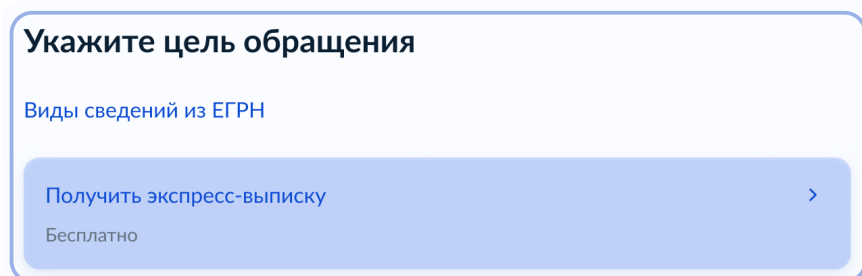 Укажите цель обращения
Виды сведений из ЕГРН
Получить экспресс-выписку
Бесплатно